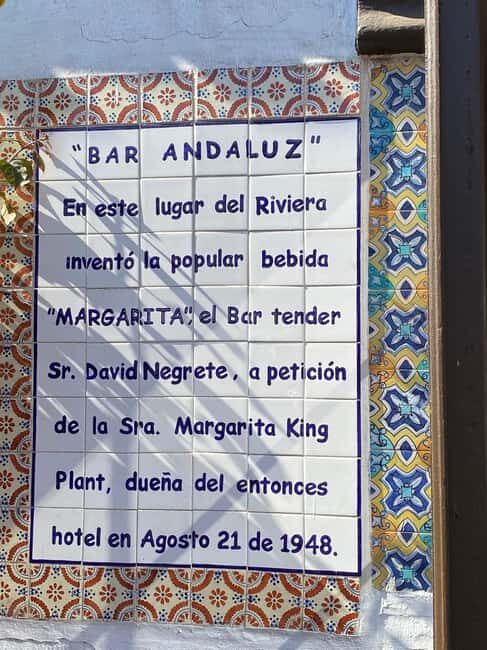 "BAR ANDALUZ"
En este lugar del Riviera
inventó la popular bebida
"MARGARITA", el Bar tender
Sr. David Negrete, a petición
de la Sra. Margarita King
Plant, dueña del entonces
hotel en Agosto 21 de 1948.